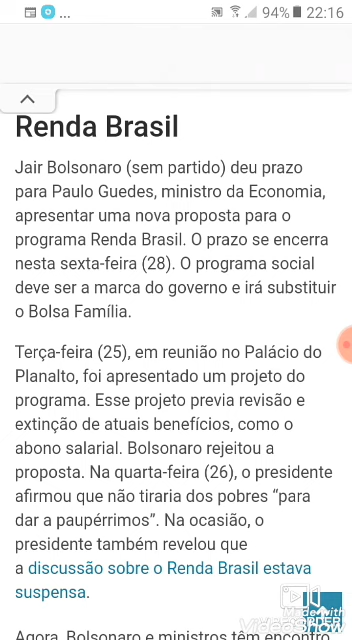 ... 94% 22:16
Renda Brasil
Jair Bolsonaro (sem partido) deu prazo
para Paulo Guedes, ministro da Economia,
apresentar uma nova proposta para o
programa Renda Brasil. O prazo se encerra
nesta sexta-feira (28). O programa social
deve ser a marca do governo e irá substituir
o Bolsa Família.
Terça-feira (25), em reunião no Palácio do
Planalto, foi apresentado um projeto do
programa. Esse projeto previa revisão e
extinção de atuais benefícios, como o
abono salarial. Bolsonaro rejeitou a
proposta. Na quarta-feira (26), o presidente
afirmou que não tiraria dos pobres “para
dar a paupérrimos”. Na ocasião, o
presidente também revelou que
a discussão sobre o Renda Brasil estava
suspensa.
Made with
VideoShow
Agora, Bolsonaro e ministros têm encontro